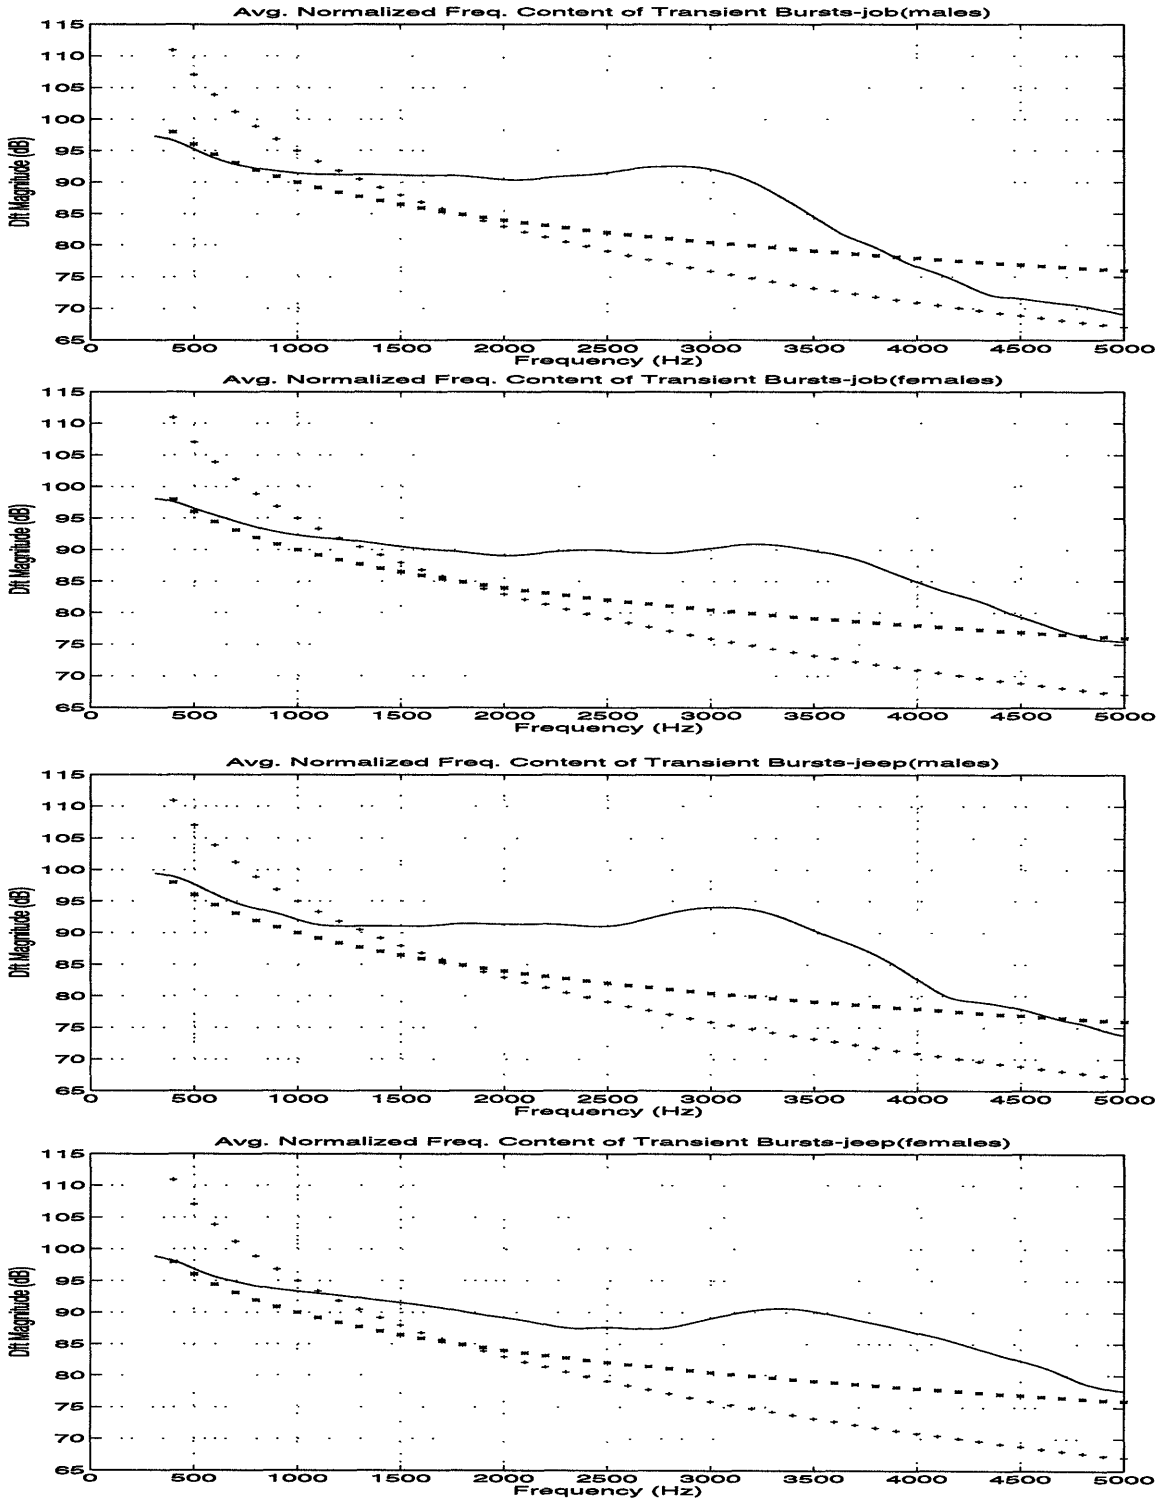 Avg. Normalized Freq. Content of Transient Bursts-job(males)
115
110
105
100
95
90
85
80
75
70
65
Dft Magnitude (dB)
0 500 1000 1500 2000 2500 3000 3500 4000 4500 5000
Frequency (Hz)
Avg. Normalized Freq. Content of Transient Bursts-job(females)
115
110
105
100
95
90
85
80
75
70
65
Dft Magnitude (dB)
0 500 1000 1500 2000 2500 3000 3500 4000 4500 5000
Frequency (Hz)
Avg. Normalized Freq. Content of Transient Bursts-jeep(males)
115
110
105
100
95
90
85
80
75
70
65
Dft Magnitude (dB)
0 500 1000 1500 2000 2500 3000 3500 4000 4500 5000
Frequency (Hz)
Avg. Normalized Freq. Content of Transient Bursts-jeep(females)
115
110
105
100
95
90
85
80
75
70
65
Dft Magnitude (dB)
0 500 1000 1500 2000 2500 3000 3500 4000 4500 5000
Frequency (Hz)